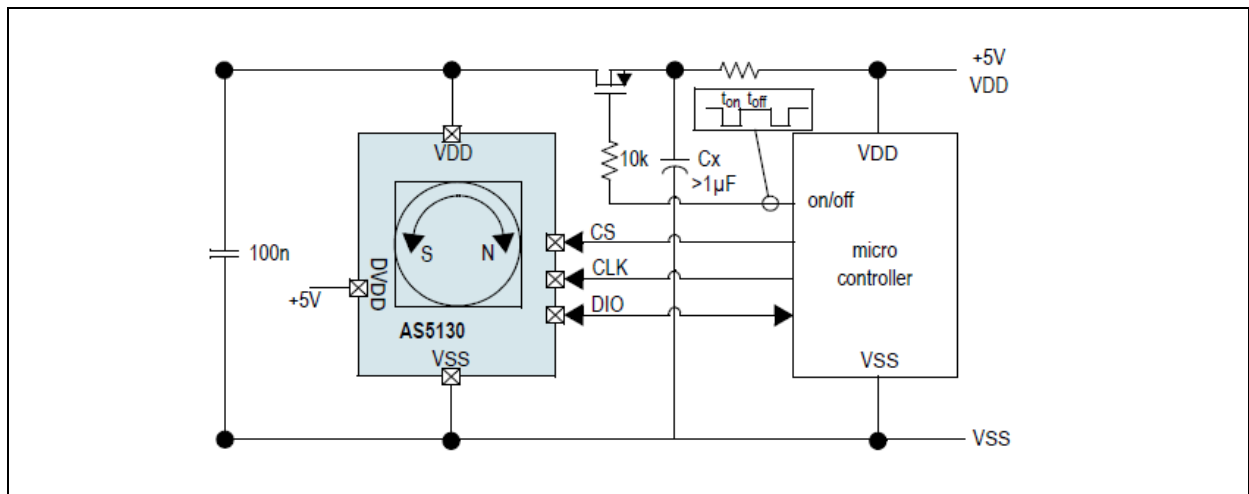 +5V
VDD
ton toff
VDD
10k
Cx
>1µF
VDD
on/off
CS
micro
controller
S
N
100n
DVDD
CLK
+5V
DIO
AS5130
VSS
VSS
VSS